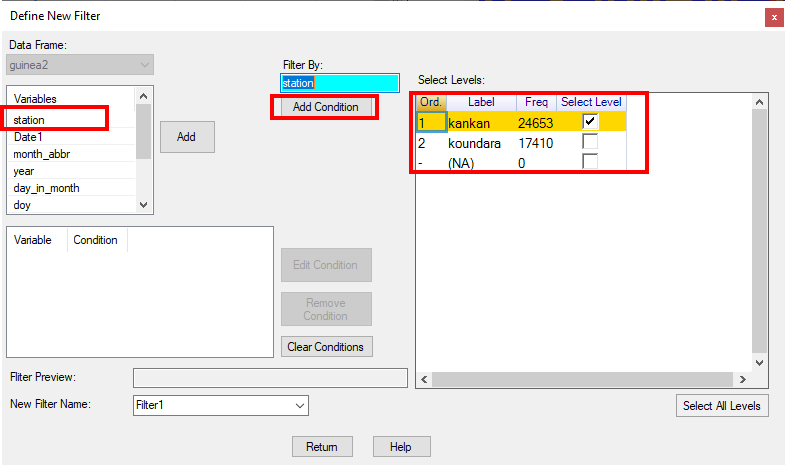 Define New Filter
x
Data Frame:
guinea2
Variables
station
Date1
month_abbr
year
day_in_month
doy
Add
Filter By:
station
Add Condition
Select Levels:
Ord. Label Freq Select Level
1 kankan 24653
2 koundara 17410
- (NA) 0
Variable Condition
Edit Condition
Remove
Condition
Clear Conditions
Fliter Preview:
New Filter Name: Filter1
Select All Levels
Return Help